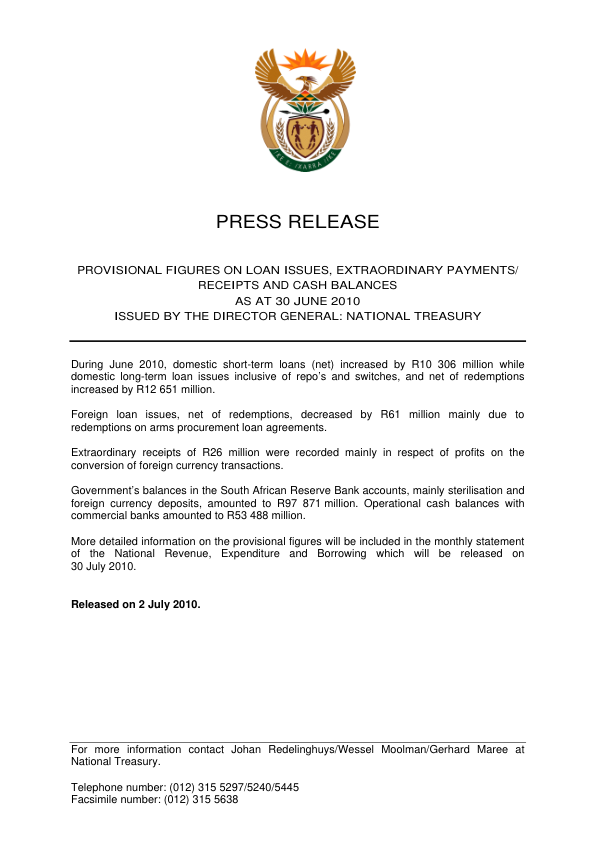 !KE E: /XARRA //KE
PRESS RELEASE
PROVISIONAL FIGURES ON LOAN ISSUES, EXTRAORDINARY PAYMENTS/
RECEIPTS AND CASH BALANCES
AS AT 30 JUNE 2010
ISSUED BY THE DIRECTOR GENERAL: NATIONAL TREASURY
During June 2010, domestic short-term loans (net) increased by R10 306 million while
domestic long-term loan issues inclusive of repo's and switches, and net of redemptions
increased by R12 651 million.
Foreign loan issues, net of redemptions, decreased by R61 million mainly due to
redemptions on arms procurement loan agreements.
Extraordinary receipts of R26 million were recorded mainly in respect of profits on the
conversion of foreign currency transactions.
Government's balances in the South African Reserve Bank accounts, mainly sterilisation and
foreign currency deposits, amounted to R97 871 million. Operational cash balances with
commercial banks amounted to R53 488 million.
More detailed information on the provisional figures will be included in the monthly statement
of the National Revenue, Expenditure and Borrowing which will be released on
30 July 2010.
Released on 2 July 2010.
For more information contact Johan Redelinghuys/Wessel Moolman/Gerhard Maree at
National Treasury.
Telephone number: (012) 315 5297/5240/5445
Facsimile number: (012) 315 5638